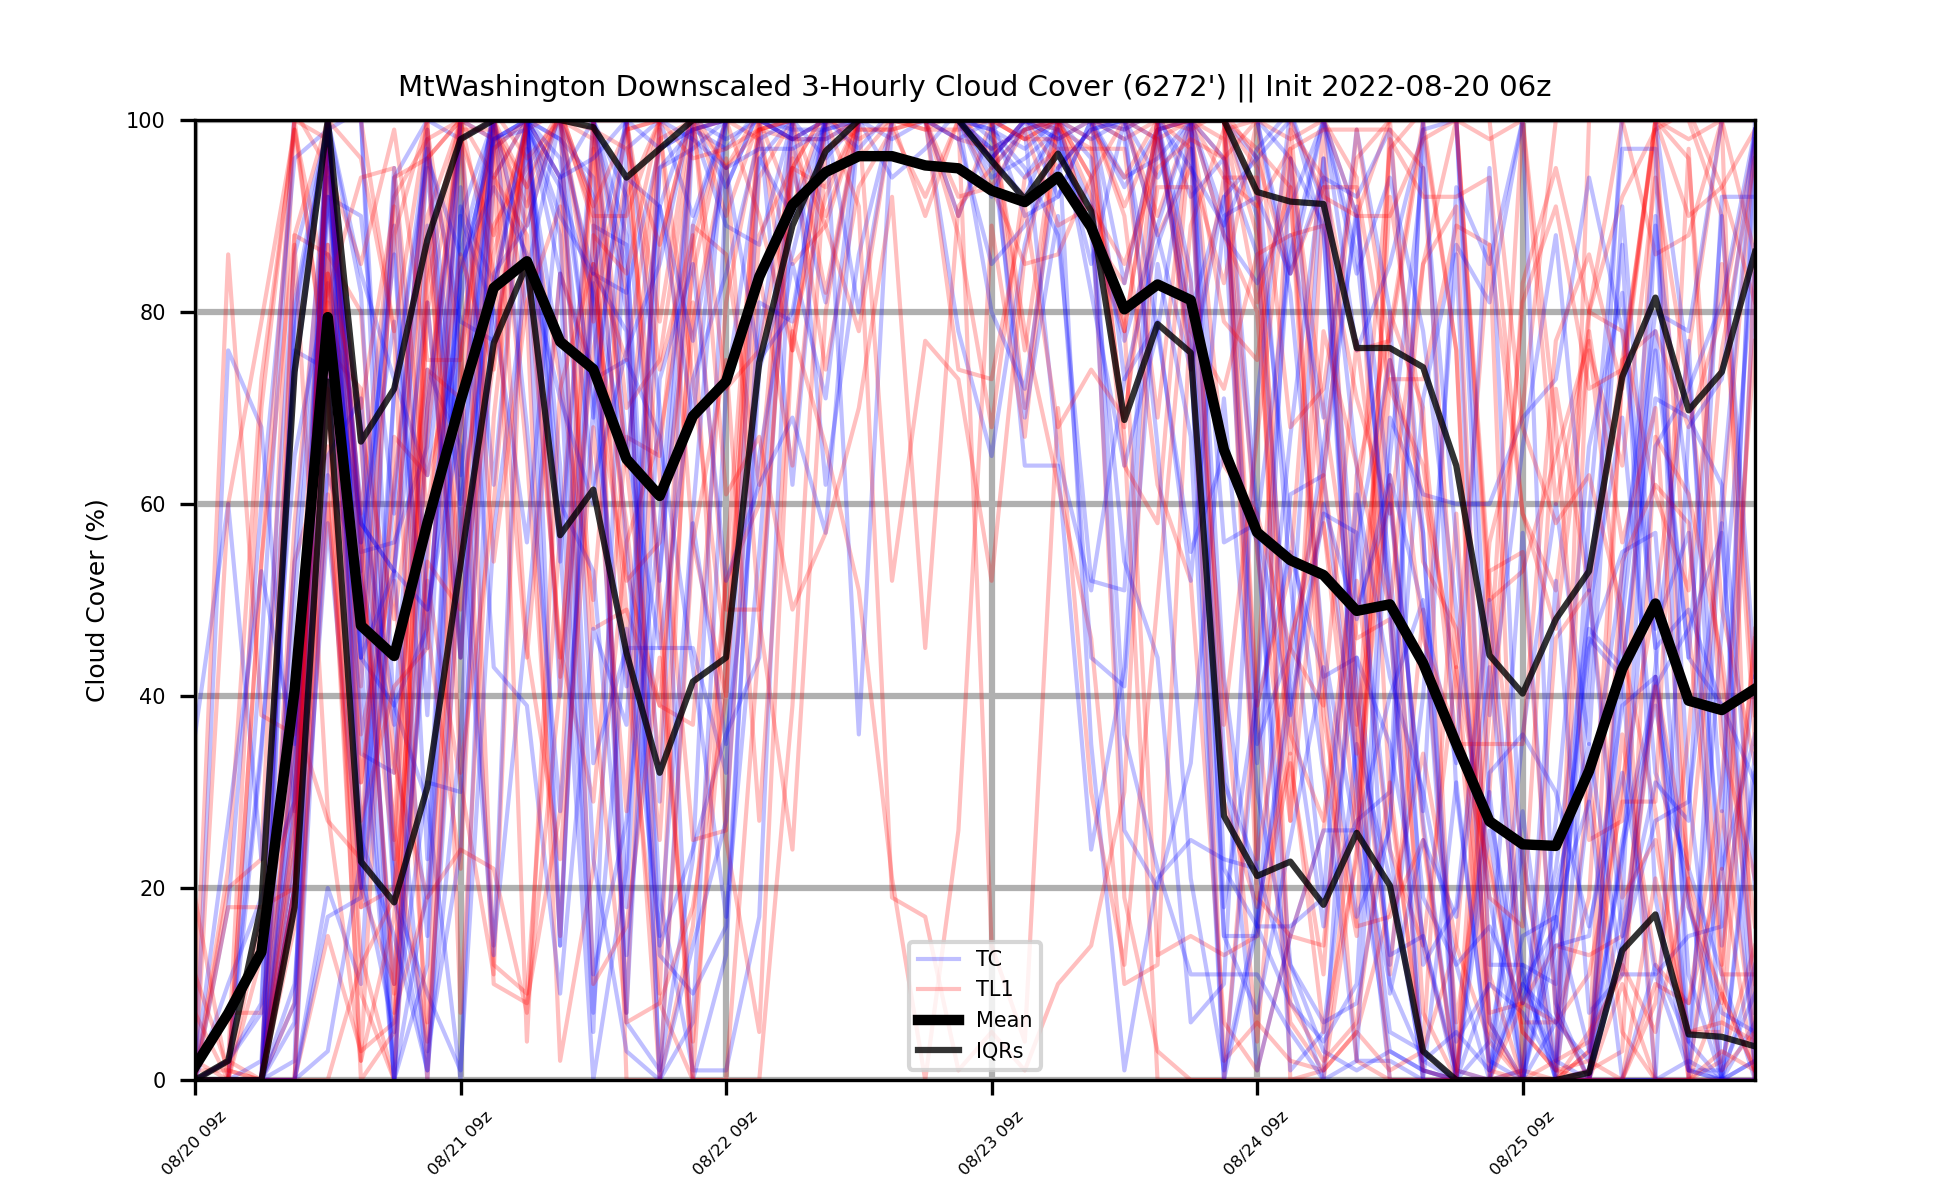 MtWashington Downscaled 3-Hourly Cloud Cover (6272') || Init 2022-08-20 06z
Cloud Cover (%)
100
80
60
40
20
0
TC
TL1
Mean
IQRs
08/20 09z
08/21 09z
08/22 09z
08/23 09z
08/24 09z
08/25 09z